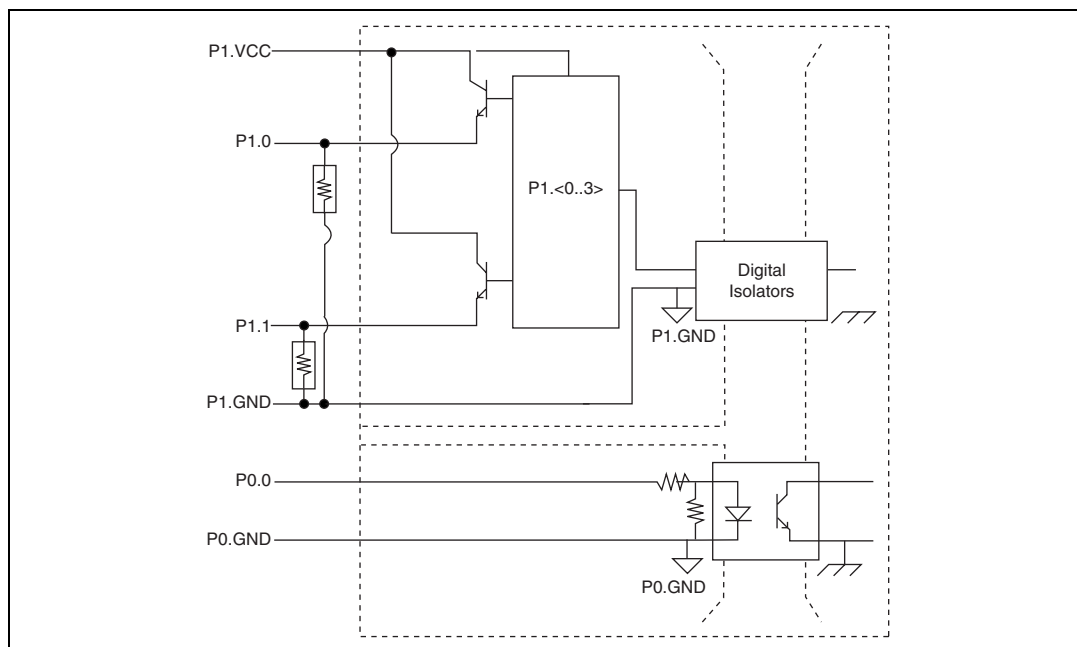 P1.VCC
P1.0
P1.<0..3>
Digital
Isolators
P1.1
P1.GND
P1.GND
P0.0
P0.GND
P0.GND